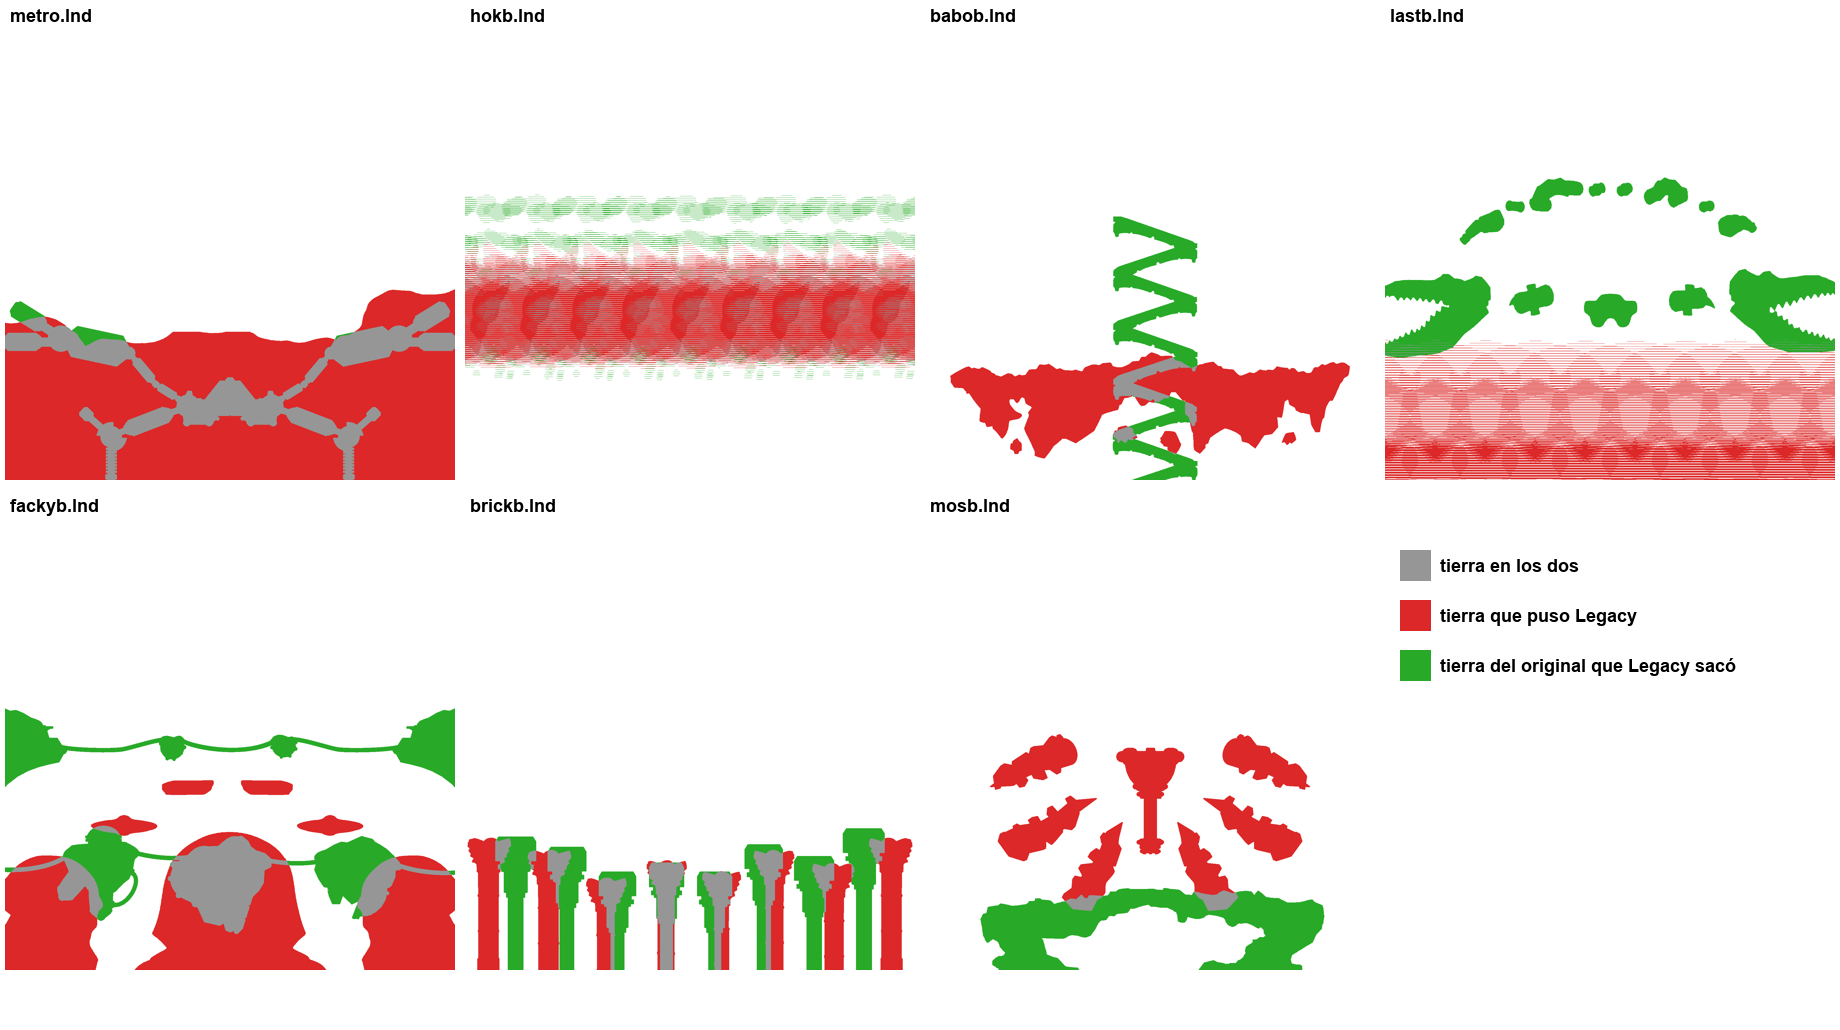 metro.lnd
hokb.lnd
babob.lnd
lastb.lnd
fackyb.lnd
brickb.lnd
mosb.lnd
tierra en los dos
tierra que puso Legacy
tierra del original que Legacy sacó